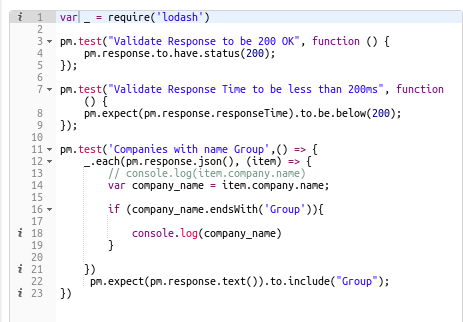 i 1 var _ = require('lodash')
2
3 pm.test("Validate Response to be 200 OK", function () {
4 pm.response.to.have.status(200);
5 });
6
7 pm.test("Validate Response Time to be less than 200ms", function
() {
8 pm.expect(pm.response.responseTime).to.be.below(200);
9 });
10
11 pm.test('Companies with name Group',() => {
12 _.each(pm.response.json(), (item) => {
13 // console.log(item.company.name)
14 var company_name = item.company.name;
15
16 if (company_name.endsWith('Group')){
17
i 18 console.log(company_name)
19 }
20
i 21 })
22 pm.expect(pm.response.text()).to.include("Group");
i 23 })